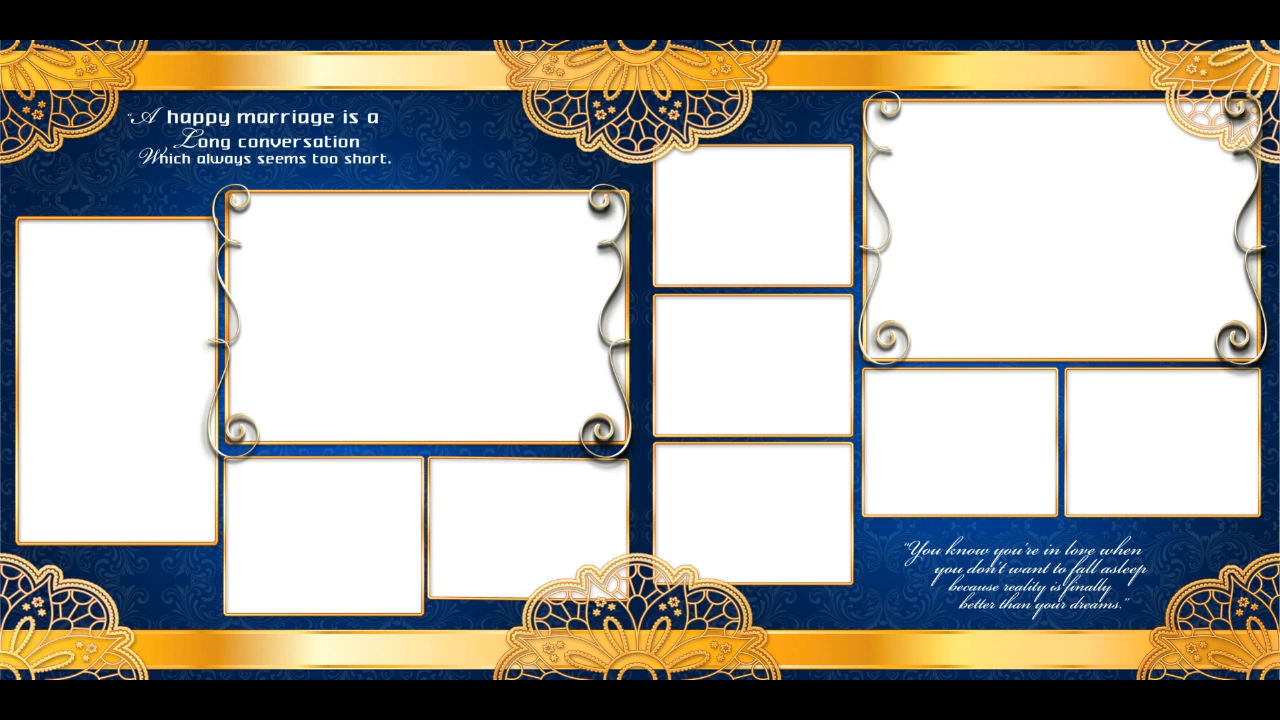 "A happy marriage is a
Long conversation
Which always seems too short.
"You know you're in love when
you don't want to fall asleep
because reality is finally
better than your dreams."